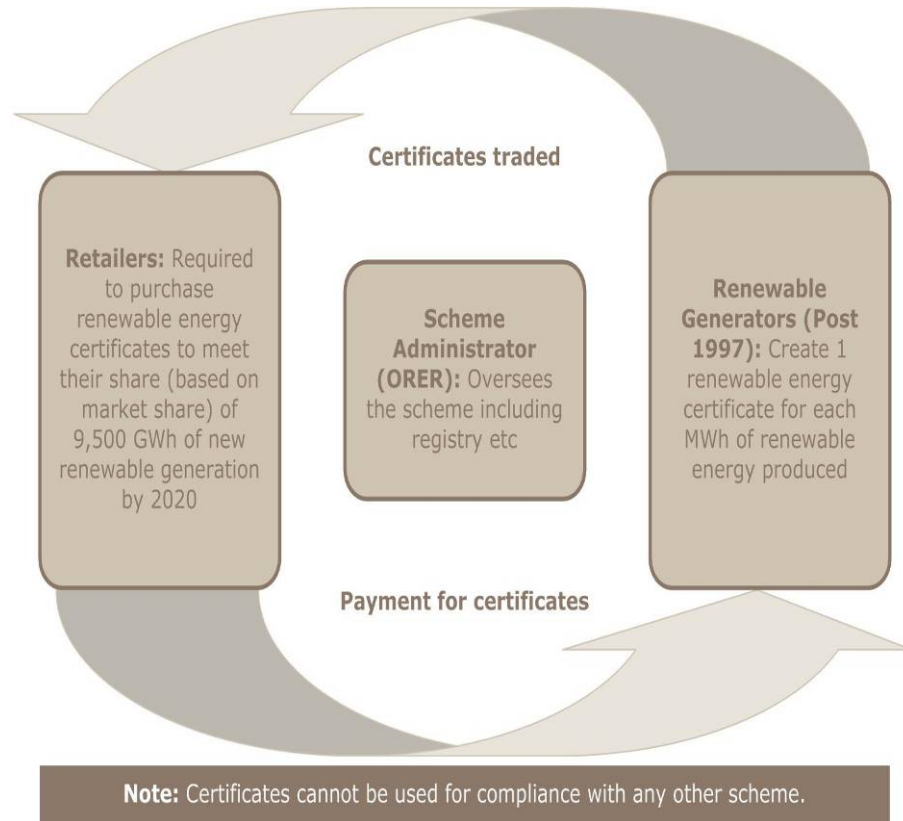 Certificates traded
Retailers: Required
to purchase
renewable energy
certificates to meet
their share (based on
market share) of
9,500 GWh of new
renewable generation
by 2020
Scheme
Administrator
(ORER): Oversees
the scheme including
registry etc
Renewable
Generators (Post
1997): Create 1
renewable energy
certificate for each
MWh of renewable
energy produced
Payment for certificates
Note: Certificates cannot be used for compliance with any other scheme.